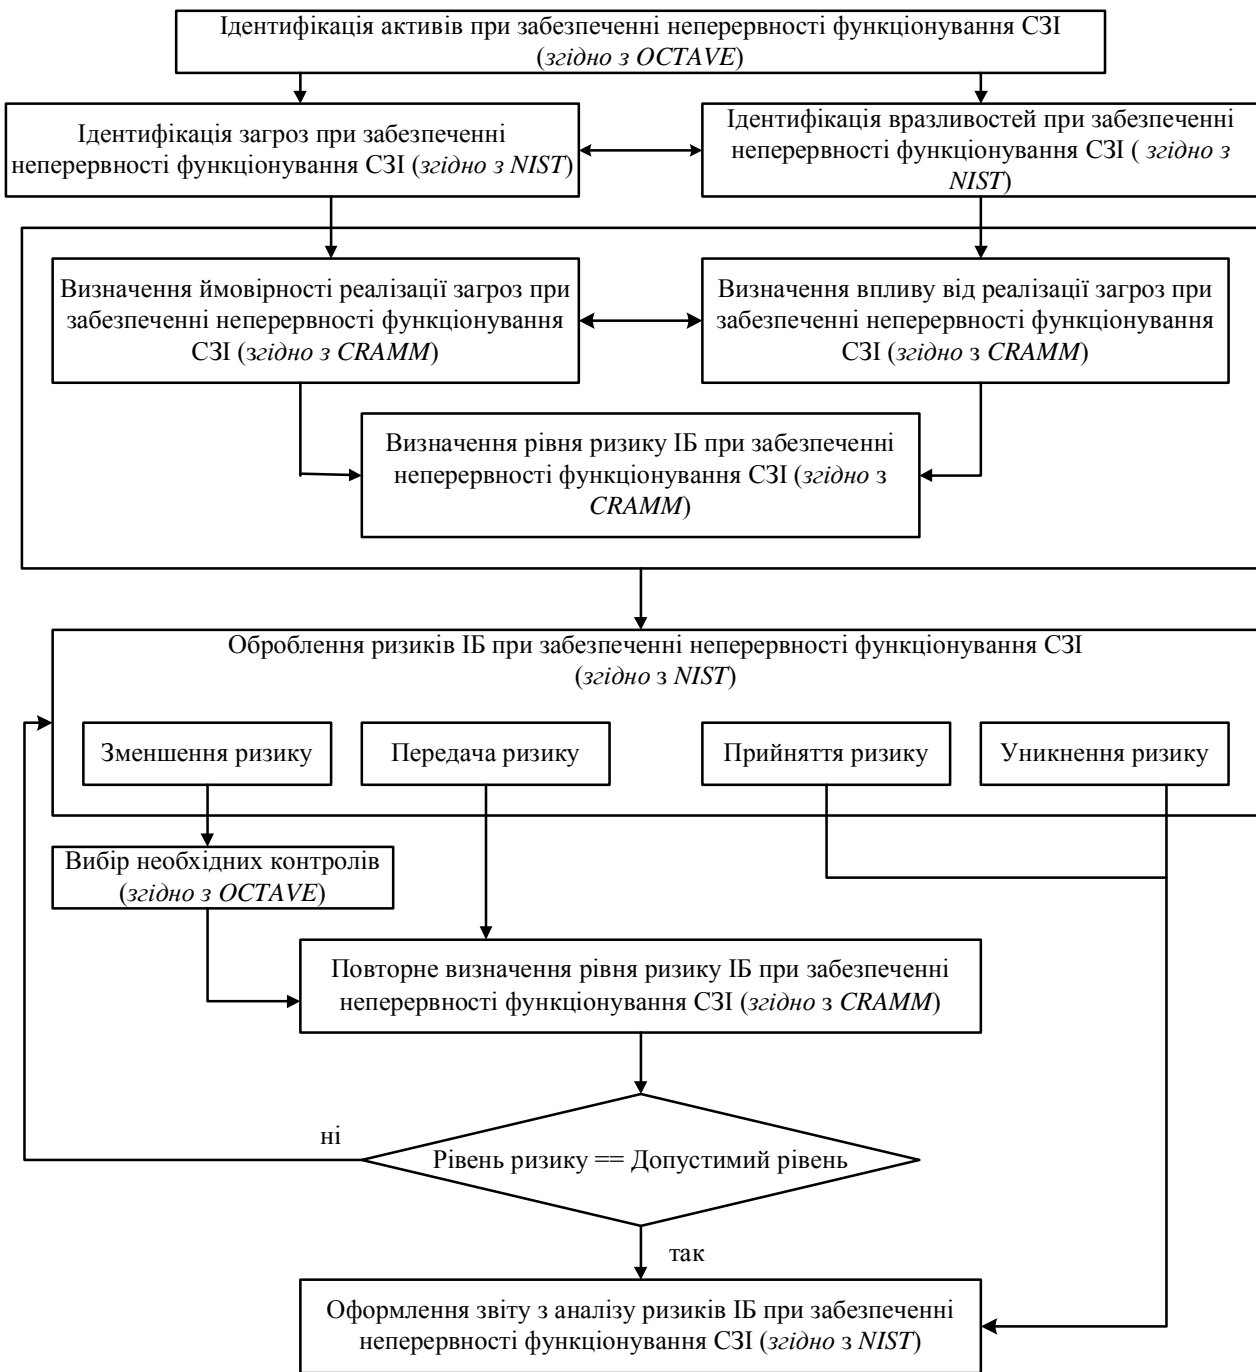 Ідентифікація активів при забезпеченні неперервності функціонування СЗІ
(згідно з OCTAVE)
Ідентифікація загроз при забезпеченні
неперервності функціонування СЗІ (згідно з NIST)
Ідентифікація вразливостей при забезпеченні
неперервності функціонування СЗІ ( згідно з
NIST)
Визначення ймовірності реалізації загроз при
забезпеченні неперервності функціонування
СЗІ (згідно з CRAMM)
Визначення впливу від реалізації загроз при
забезпеченні неперервності функціонування
СЗІ (згідно з CRAMM)
Визначення рівня ризику ІБ при забезпеченні
неперервності функціонування СЗІ (згідно з
CRAMM)
Оброблення ризиків ІБ при забезпеченні неперервності функціонування СЗІ
(згідно з NIST)
Зменшення ризику
Передача ризику
Прийняття ризику
Уникнення ризику
Вибір необхідних контролів
(згідно з OCTAVE)
Повторне визначення рівня ризику ІБ при забезпеченні
неперервності функціонування СЗІ (згідно з CRAMM)
ні
Рівень ризику == Допустимий рівень
так
Оформлення звіту з аналізу ризиків ІБ при забезпеченні
неперервності функціонування СЗІ (згідно з NIST)